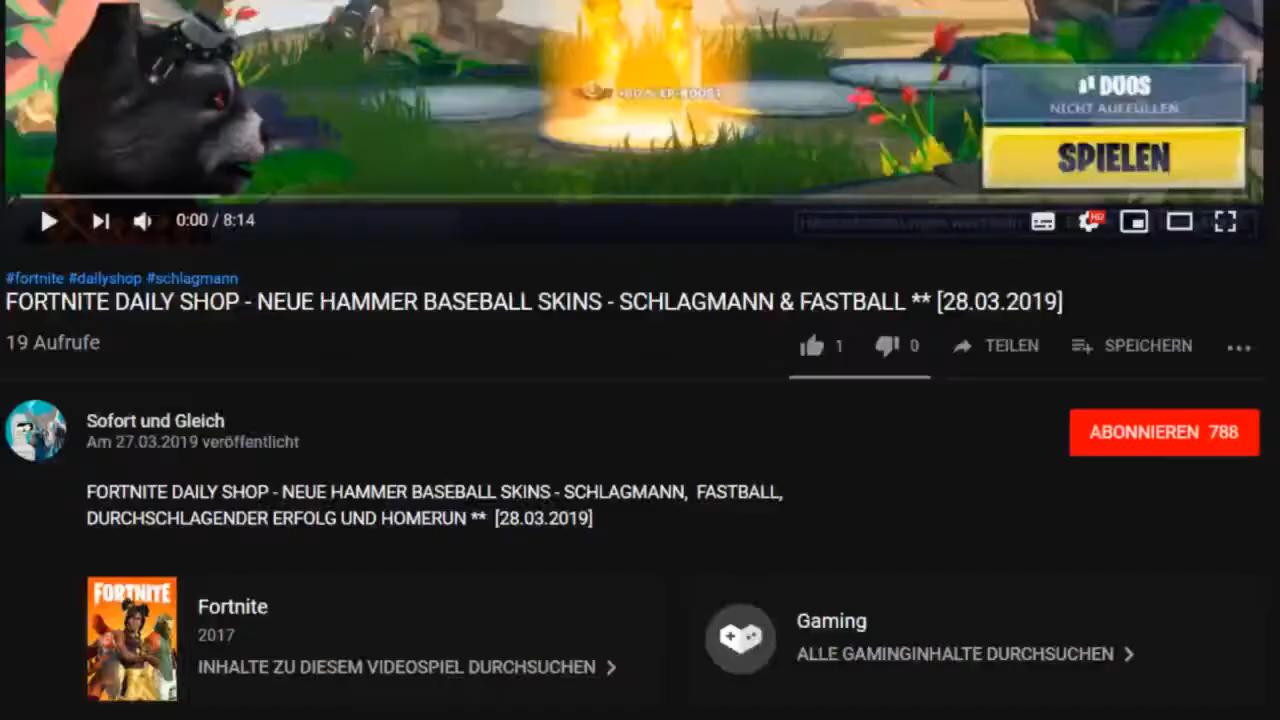 DUOS
NICHT AUFFÜLLEN
SPIELEN
0:00 / 8:14
HD
#fortnite #dailyshop #schlagmann
FORTNITE DAILY SHOP - NEUE HAMMER BASEBALL SKINS - SCHLAGMANN & FASTBALL ** [28.03.2019]
19 Aufrufe
1 0 TEILEN SPEICHERN
Sofort und Gleich
Am 27.03.2019 veröffentlicht
ABONNIEREN 788
FORTNITE DAILY SHOP - NEUE HAMMER BASEBALL SKINS - SCHLAGMANN, FASTBALL,
DURCHSCHLAGENDER ERFOLG UND HOMERUN ** [28.03.2019]
FORTNITE
Fortnite
2017
INHALTE ZU DIESEM VIDEOSPIEL DURCHSUCHEN
Gaming
ALLE GAMINGINHALTE DURCHSUCHEN